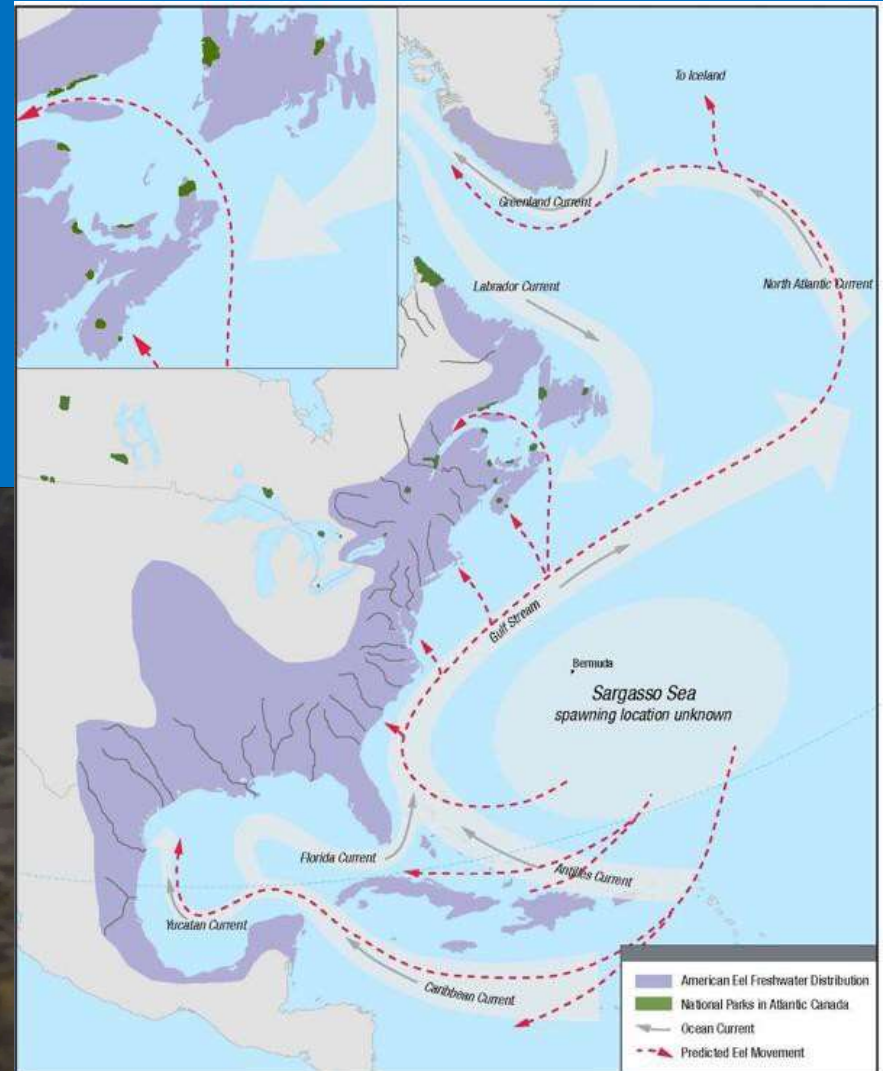 To Iceland
Greenland Current
Labrador Current
North Atlantic Current
Gulf Stream
Bermuda
Sargasso Sea
spawning location unknown
Florida Current
Antilles Current
Yucatan Current
Caribbean Current
American Eel Freshwater Distribution
National Parks in Atlantic Canada
Ocean Current
Predicted Eel Movement